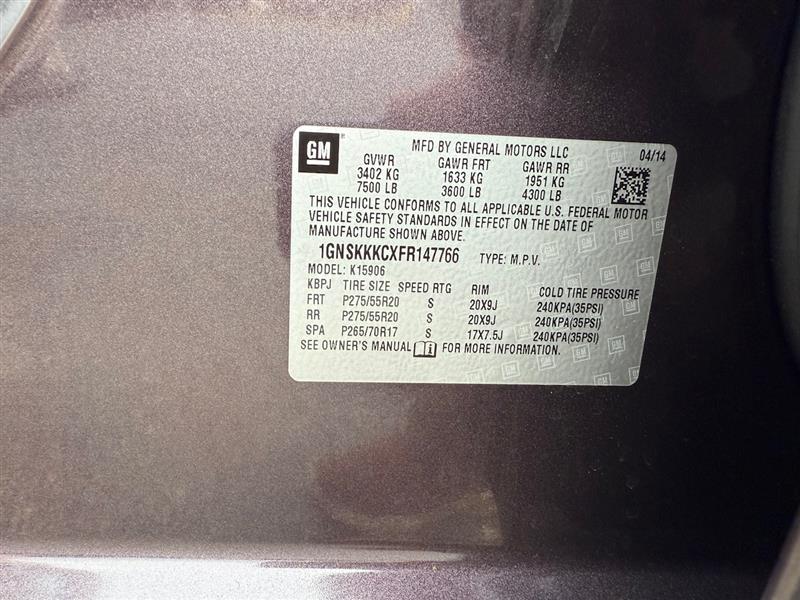 GM
MFD BY GENERAL MOTORS LLC 04/14
GVWR GAWR FRT GAWR RR
3402 KG 1633 KG 1951 KG
7500 LB 3600 LB 4300 LB
THIS VEHICLE CONFORMS TO ALL APPLICABLE U.S. FEDERAL MOTOR
VEHICLE SAFETY STANDARDS IN EFFECT ON THE DATE OF
MANUFACTURE SHOWN ABOVE.
1GNSKKKCXFR147766 TYPE: M.P.V.
MODEL: K15906
KBPJ TIRE SIZE SPEED RTG RIM COLD TIRE PRESSURE
FRT P275/55R20 S 20X9J 240KPA(35PSI)
RR P275/55R20 S 20X9J 240KPA(35PSI)
SPA P265/70R17 S 17X7.5J 240KPA(35PSI)
SEE OWNER'S MANUAL FOR MORE INFORMATION.